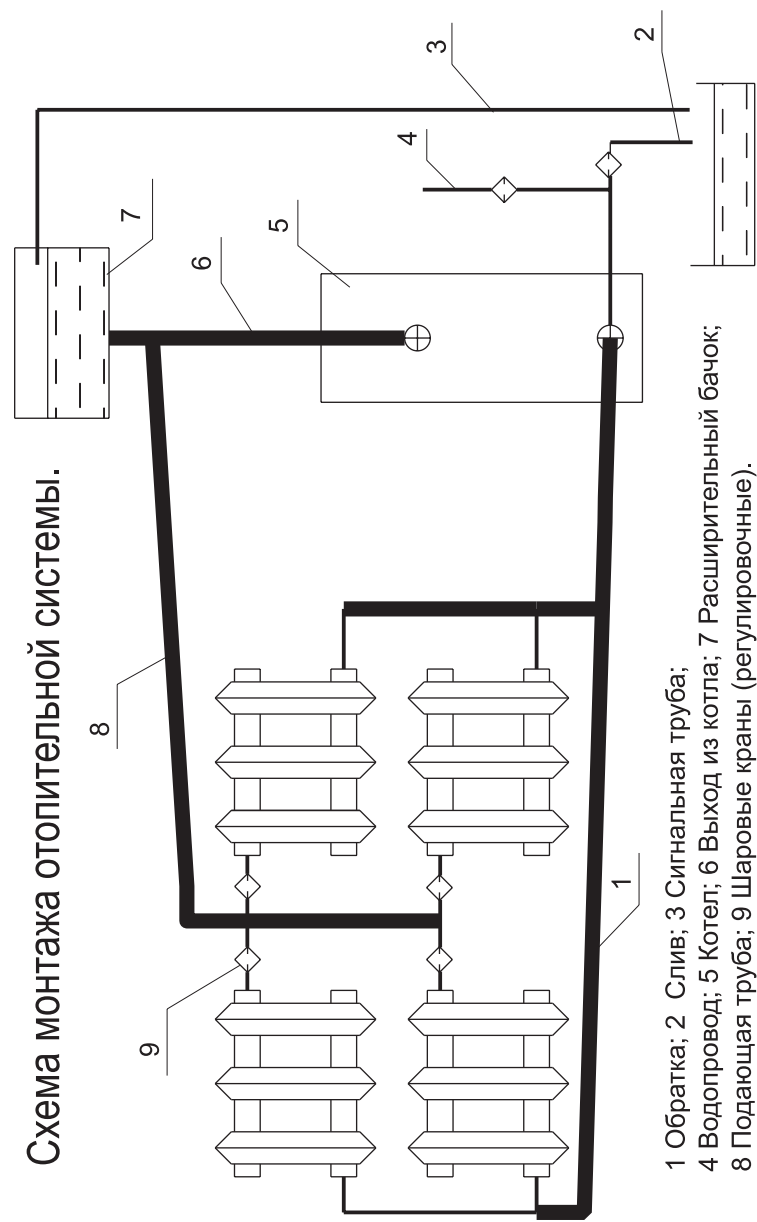 Схема монтажа отопительной системы.
9
8
7
6
5
4
3
2
1
1 Обратка; 2 Слив; 3 Сигнальная труба;
4 Водопровод; 5 Котел; 6 Выход из котла; 7 Расширительный бачок;
8 Подающая труба; 9 Шаровые краны (регулировочные).